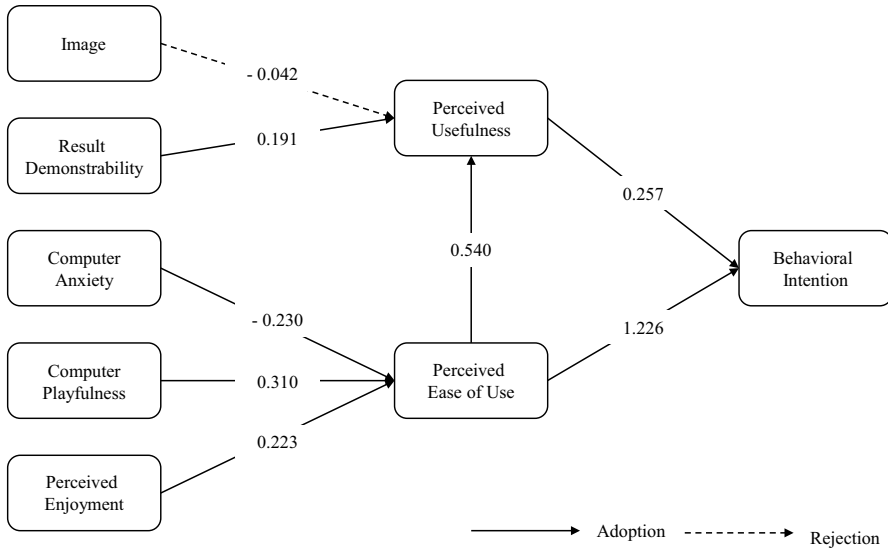 Image
- 0.042
Perceived
Usefulness
Result
Demonstrability
0.191
0.257
Computer
Anxiety
0.540
Behavioral
Intention
- 0.230
1.226
Computer
Playfulness
0.310
Perceived
Ease of Use
0.223
Perceived
Enjoyment
Adoption
Rejection